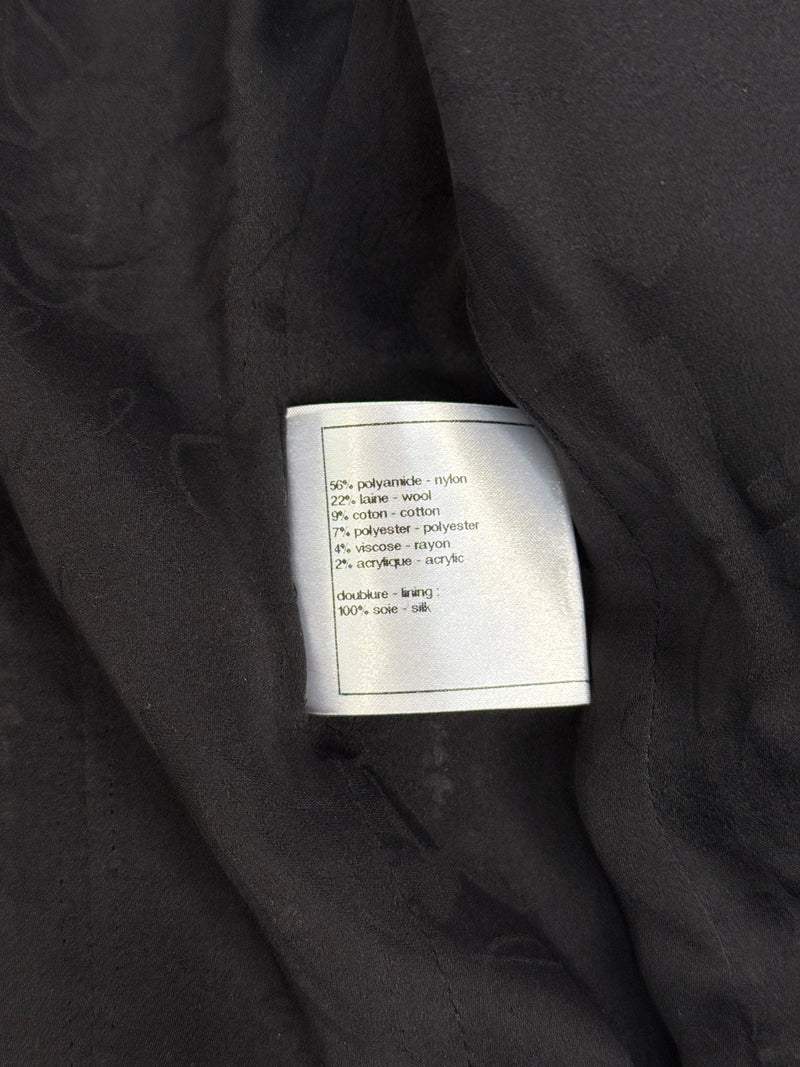 56% polyamide - nylon
22% laine - wool
9% coton - cotton
7% polyester - polyester
4% viscose - rayon
2% acrylique - acrylic
doublure - lining :
100% soie - silk